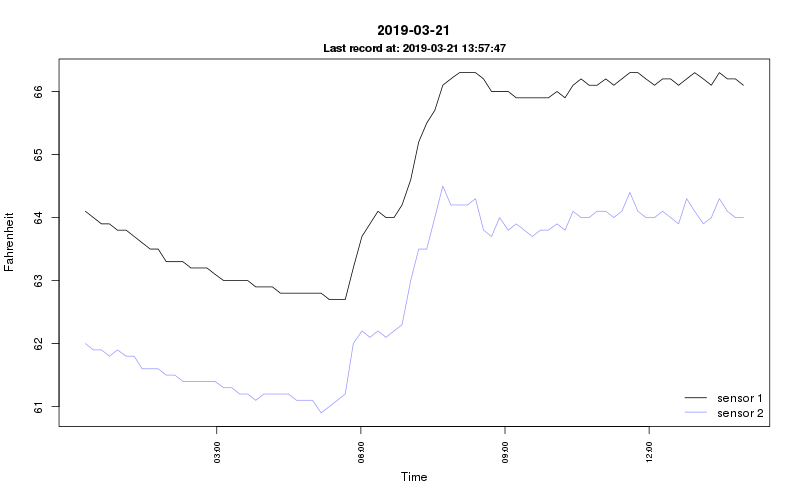 2019-03-21
Last record at: 2019-03-21 13:57:47
Fahrenheit
66
65
64
63
62
61
03:00
06:00
09:00
12:00
Time
sensor 1
sensor 2